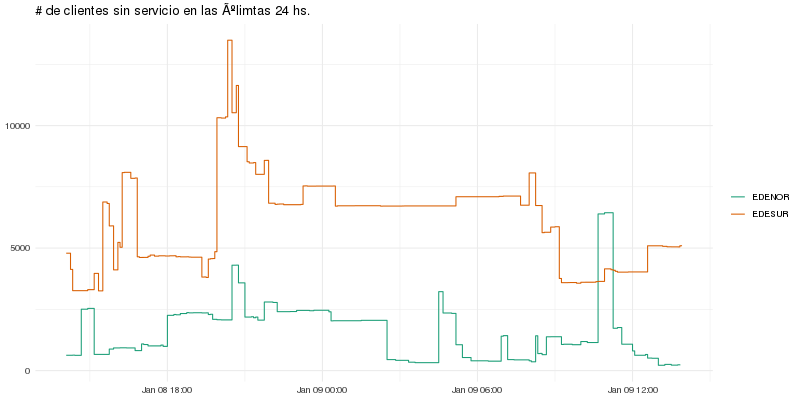 # de clientes sin servicio en las Ãºlimtas 24 hs.
10000
5000
0
Jan 08 18:00
Jan 09 00:00
Jan 09 06:00
Jan 09 12:00
EDENOR
EDESUR